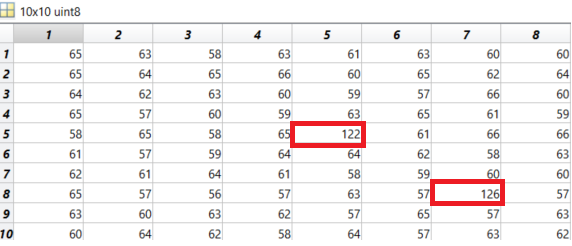 10x10 uint8
1 2 3 4 5 6 7 8
1 65 63 58 63 61 63 60 60
2 65 64 65 66 60 65 62 64
3 64 62 63 60 59 57 66 60
4 65 57 60 59 63 65 61 59
5 58 65 58 65 122 61 66 66
6 61 57 59 64 64 62 58 63
7 62 61 64 61 58 59 60 60
8 65 57 56 57 63 57 126 57
9 63 60 63 62 57 65 57 63
10 60 64 62 58 64 57 63 62